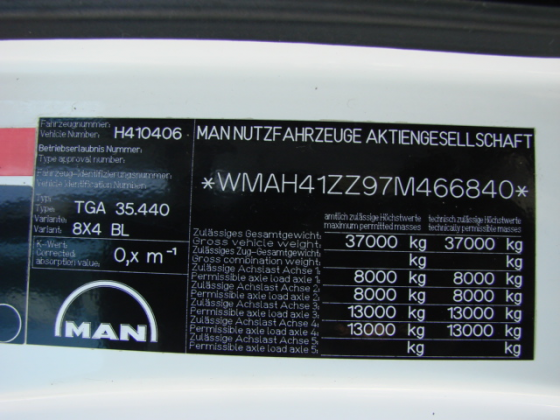 Fahrzeugnummer:
Vehicle Number: H410406
Betriebserlaubnis Nummer:
Type approval number:
Fahrzeug-Identifizierungsnummer:
Vehicle Identification Number:
Typ:
Type: TGA 35.440
Variante:
Variant: 8X4 BL
K-Wert:
Corrected absorption value: 0,x m⁻¹
MAN
MAN NUTZFAHRZEUGE AKTIENGESELLSCHAFT
*WMAH41ZZ97M466840*
amtlich zulässige Höchstwerte technisch zulässige Höchstwerte
maximum permitted masses technically permissible masses
Zulässiges Gesamtgewicht:
Gross vehicle weight: 37000 kg 37000 kg
Zulässiges Zug-Gesamtgewicht:
Gross combination weight: kg kg
Zulässige Achslast Achse 1:
Permissible axle load axle 1: 8000 kg 8000 kg
Zulässige Achslast Achse 2:
Permissible axle load axle 2: 8000 kg 8000 kg
Zulässige Achslast Achse 3:
Permissible axle load axle 3: 13000 kg 13000 kg
Zulässige Achslast Achse 4:
Permissible axle load axle 4: 13000 kg 13000 kg
Zulässige Achslast Achse 5:
Permissible axle load axle 5: kg kg